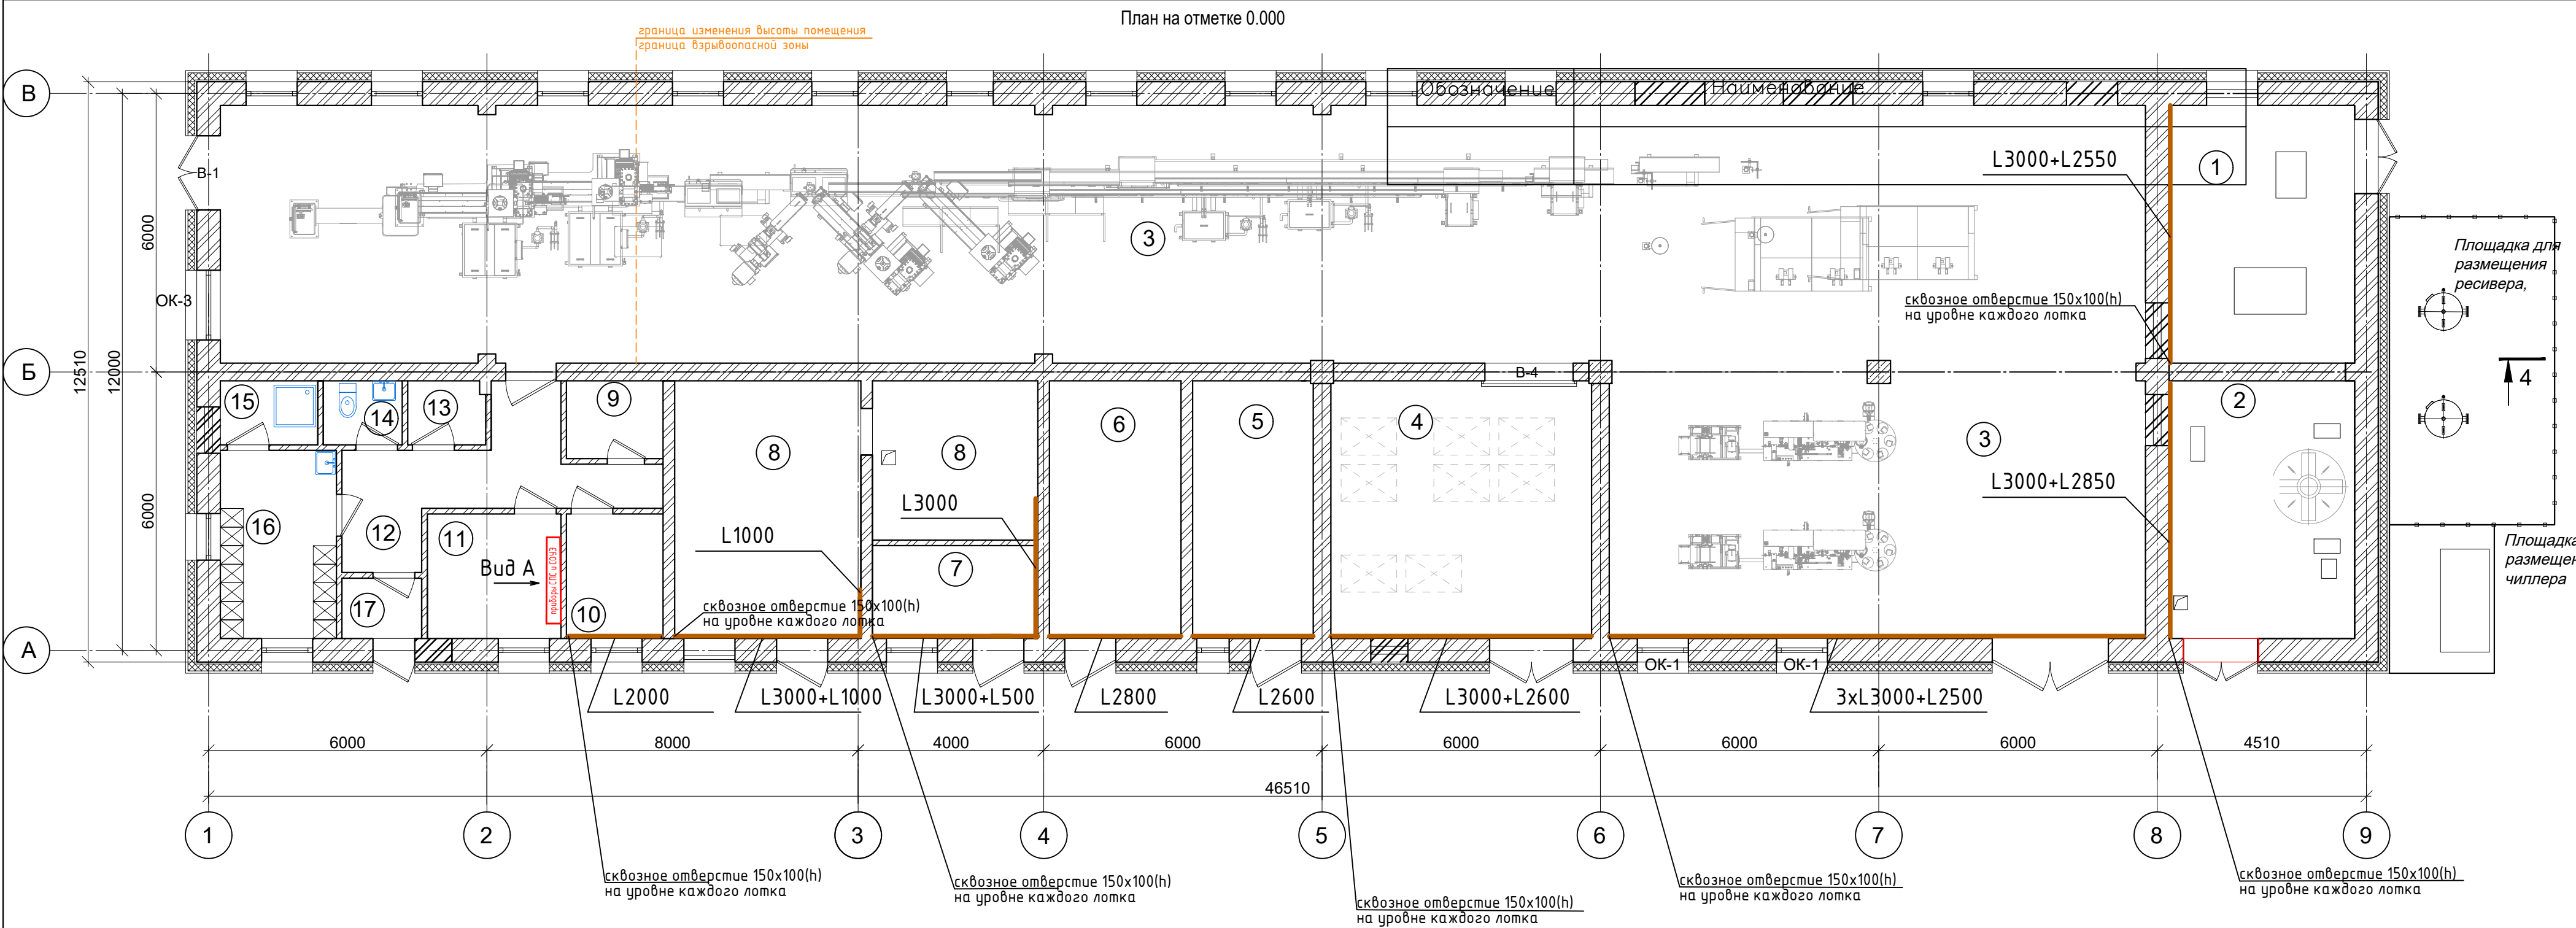 План на отметке 0.000
граница изменения высоты помещения
граница взрывоопасной зоны
Обозначение
Наименование
В
Б
А
12510
12000
6000
6000
В-1
ОК-3
3
L3000+L2550
1
сквозное отверстие 150х100(h)
на уровне каждого лотка
Площадка для
размещения
ресивера,
4
В-4
15
14
13
9
8
8
6
5
4
3
2
L3000+L2850
16
12
11
17
10
7
L1000
L3000
Вид А
приборы СПС и СОУЭ
сквозное отверстие 150х100(h)
на уровне каждого лотка
ОК-1
ОК-1
Площадка
размещен
чиллера
L2000
L3000+L1000
L3000+L500
L2800
L2600
L3000+L2600
3xL3000+L2500
6000
8000
4000
6000
6000
6000
6000
4510
46510
1
2
3
4
5
6
7
8
9
сквозное отверстие 150х100(h)
на уровне каждого лотка
сквозное отверстие 150х100(h)
на уровне каждого лотка
сквозное отверстие 150х100(h)
на уровне каждого лотка
сквозное отверстие 150х100(h)
на уровне каждого лотка
сквозное отверстие 150х100(h)
на уровне каждого лотка